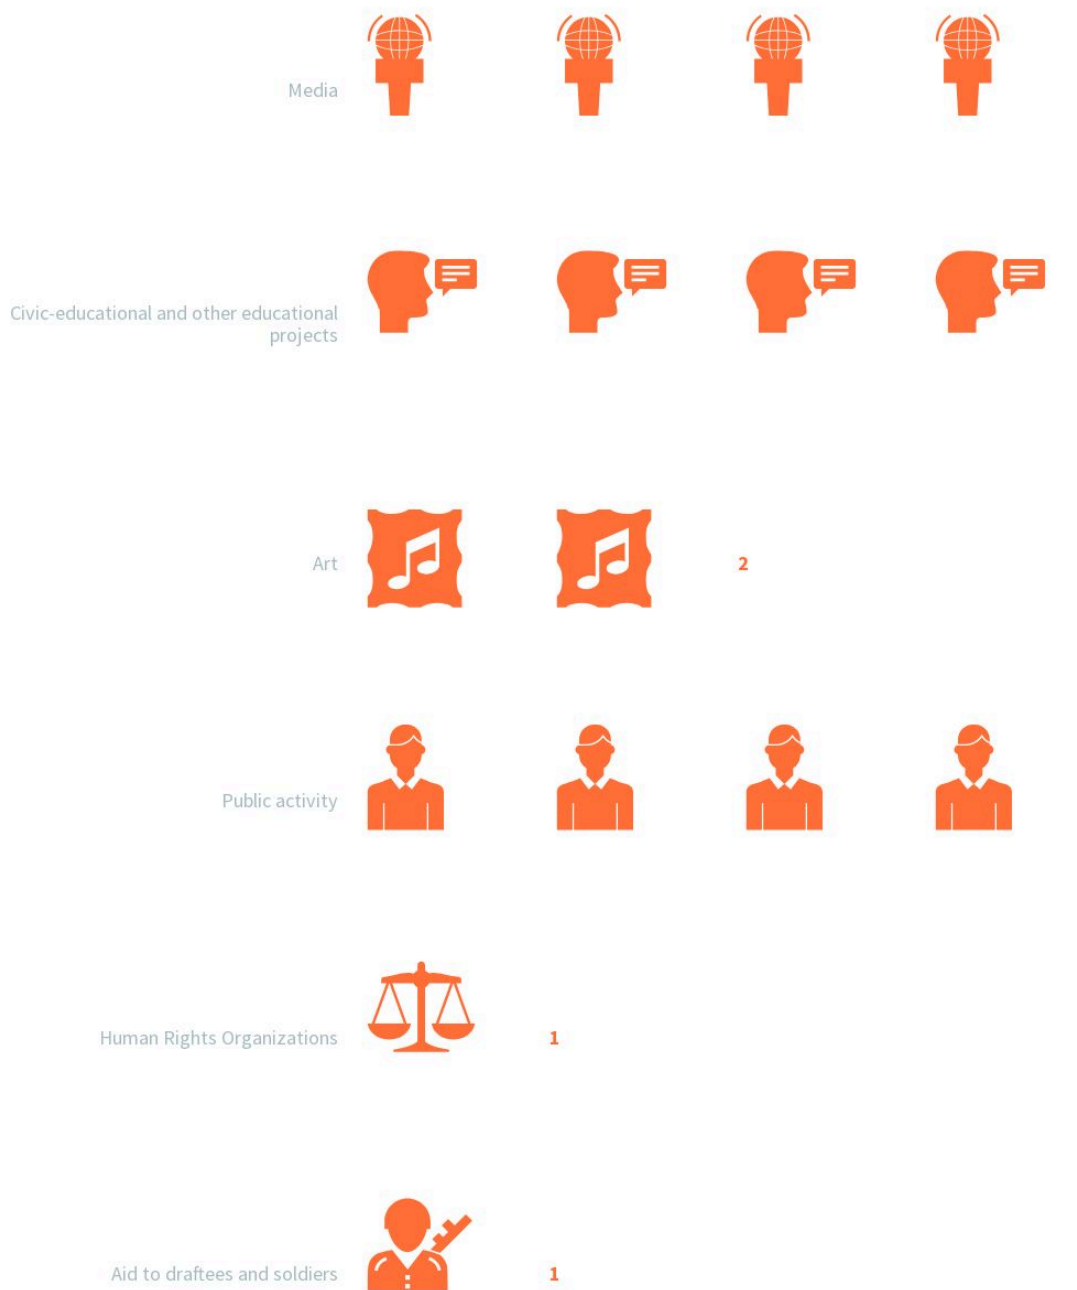 Media
Civic-educational and other educational
projects
Art
2
Public activity
Human Rights Organizations
1
Aid to draftees and soldiers
1